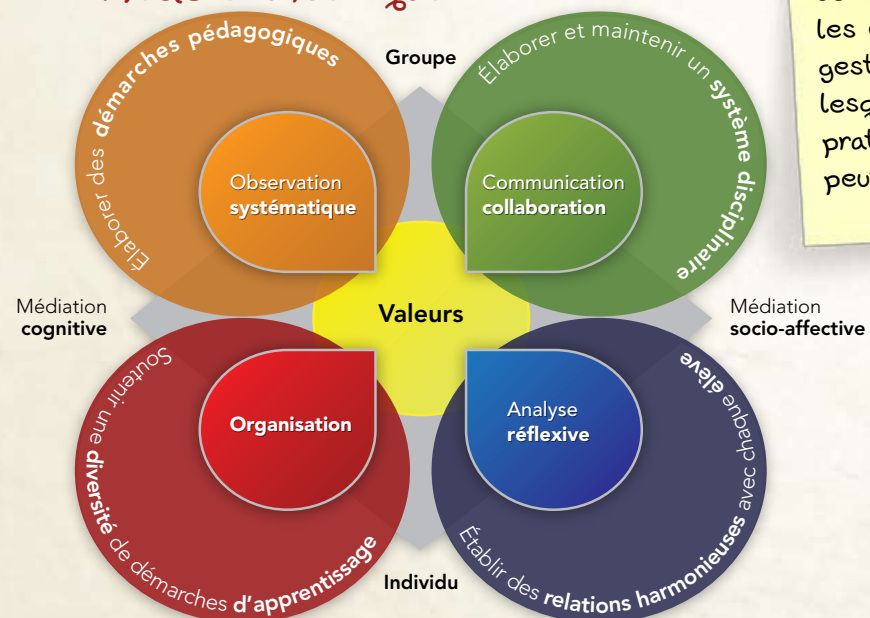 Groupe
Élaborer des démarches pédagogiques
Élaborer et maintenir un système disciplinaire
Observation
systématique
Communication
collaboration
Médiation
cognitive
Valeurs
Médiation
socio-affective
Organisation
Analyse
réflexive
Soutenir une diversité de démarches d'apprentissage
Établir des relations harmonieuses avec chaque élève
Individu
les
gest
prat
peu